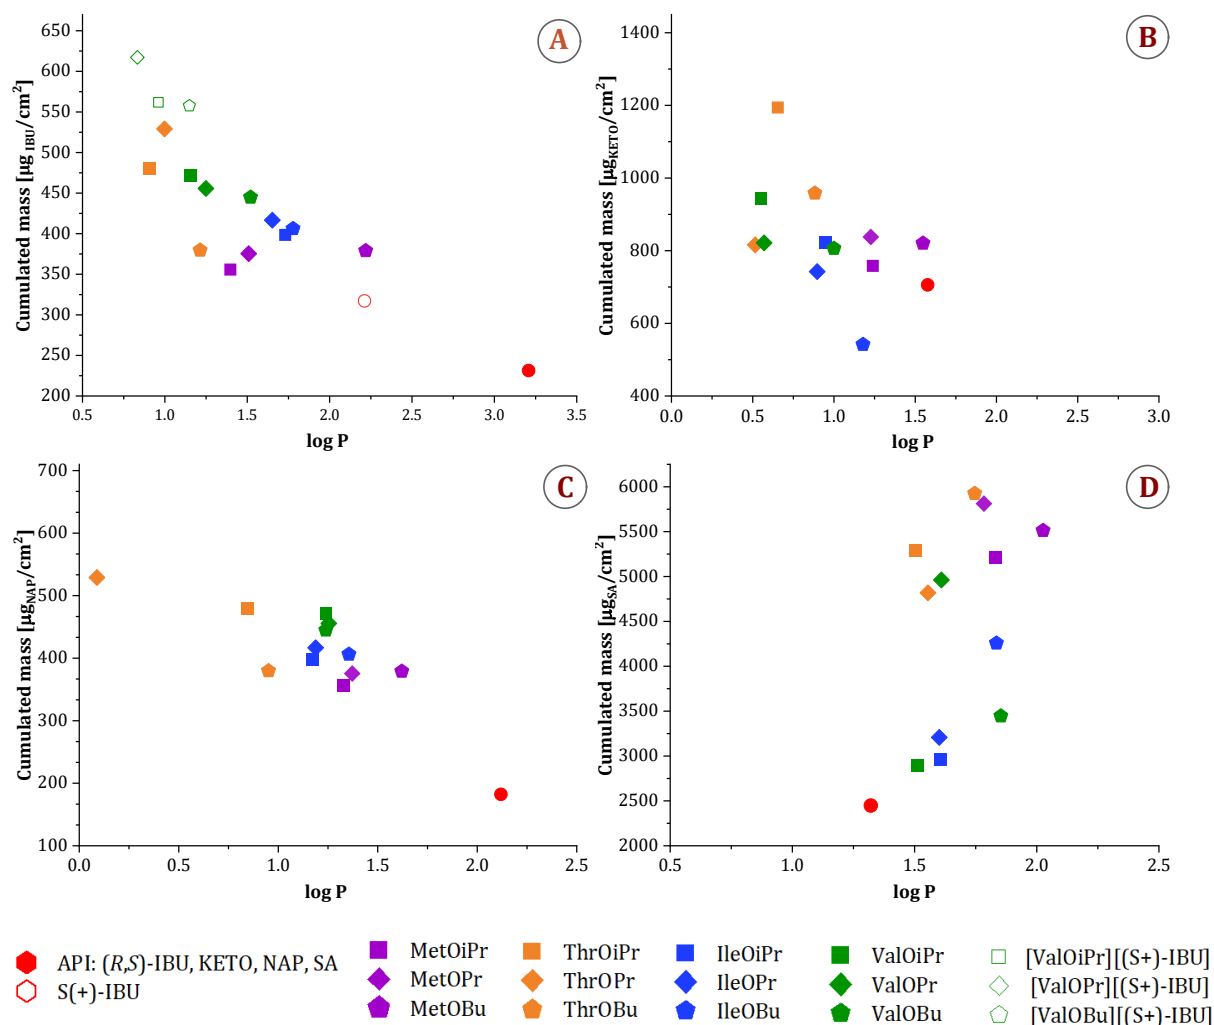 A
Cumulated mass [µg IBU/cm²]
650
600
550
500
450
400
350
300
250
200
0.5 1.0 1.5 2.0 2.5 3.0 3.5
log P
B
Cumulated mass [µgKETO/cm²]
1400
1200
1000
800
600
400
0.0 0.5 1.0 1.5 2.0 2.5 3.0
log P
C
Cumulated mass [µgNAP/cm²]
700
600
500
400
300
200
100
0.0 0.5 1.0 1.5 2.0 2.5
log P
D
Cumulated mass [µgSA/cm²]
6000
5500
5000
4500
4000
3500
3000
2500
2000
0.5 1.0 1.5 2.0 2.5
log P
API: (R,S)-IBU, KETO, NAP, SA
S(+)-IBU
MetOiPr
MetOPr
MetOBu
ThrOiPr
ThrOPr
ThrOBu
IleOiPr
IleOPr
IleOBu
ValOiPr
ValOPr
ValOBu
[ValOiPr][(S+)-IBU]
[ValOPr][(S+)-IBU]
[ValOBu][(S+)-IBU]